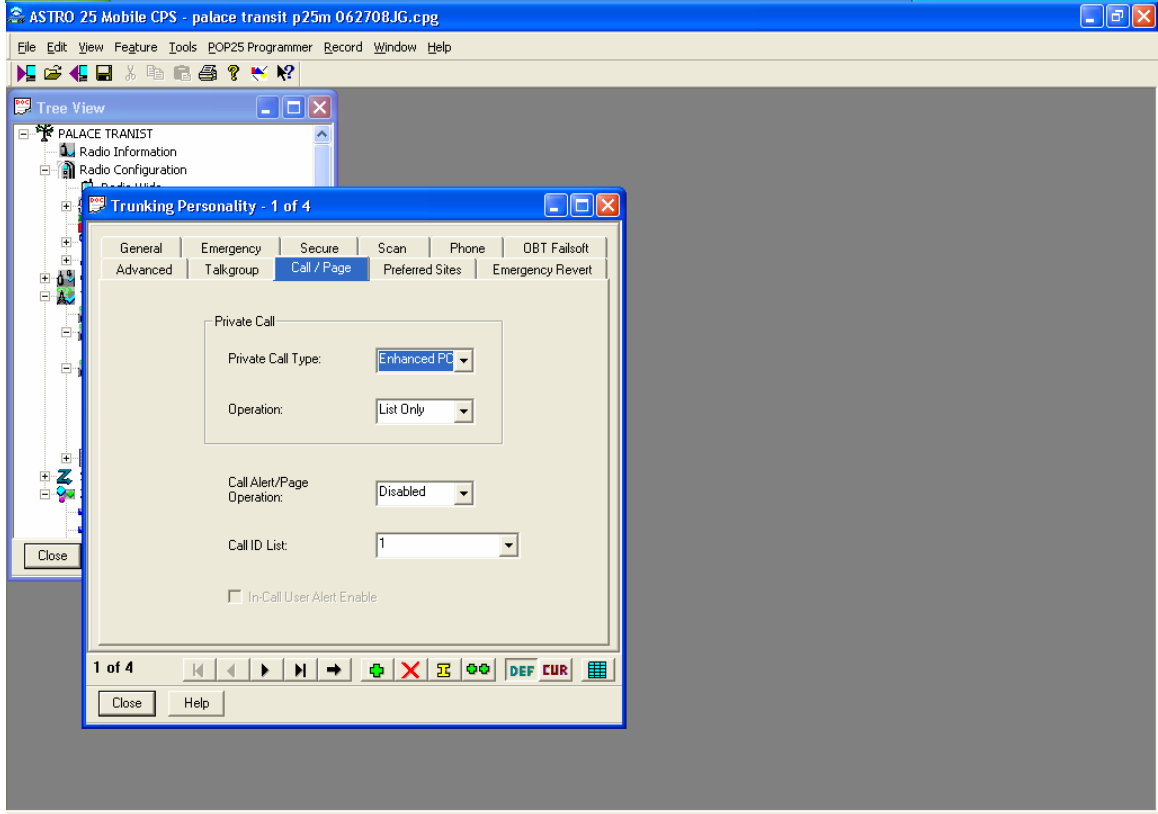 ASTRO 25 Mobile CPS - palace transit p25m 062708JG.cpg
File Edit View Feature Tools POP25 Programmer Record Window Help
Tree View
PALACE TRANIST
Radio Information
Radio Configuration
Trunking Personality - 1 of 4
General Emergency Secure Scan Phone OBT Failsoft
Advanced Talkgroup Call / Page Preferred Sites Emergency Revert
Private Call
Private Call Type: Enhanced PC
Operation: List Only
Call Alert/Page
Operation: Disabled
Call ID List: 1
In-Call User Alert Enable
Close
1 of 4 DEF CUR
Close Help